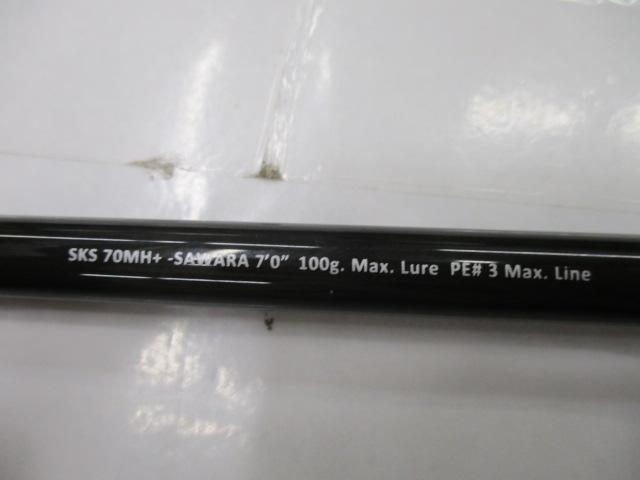 SKS 70MH+ -SAWARA 7'0” 100g. Max. Lure PE# 3 Max. Line